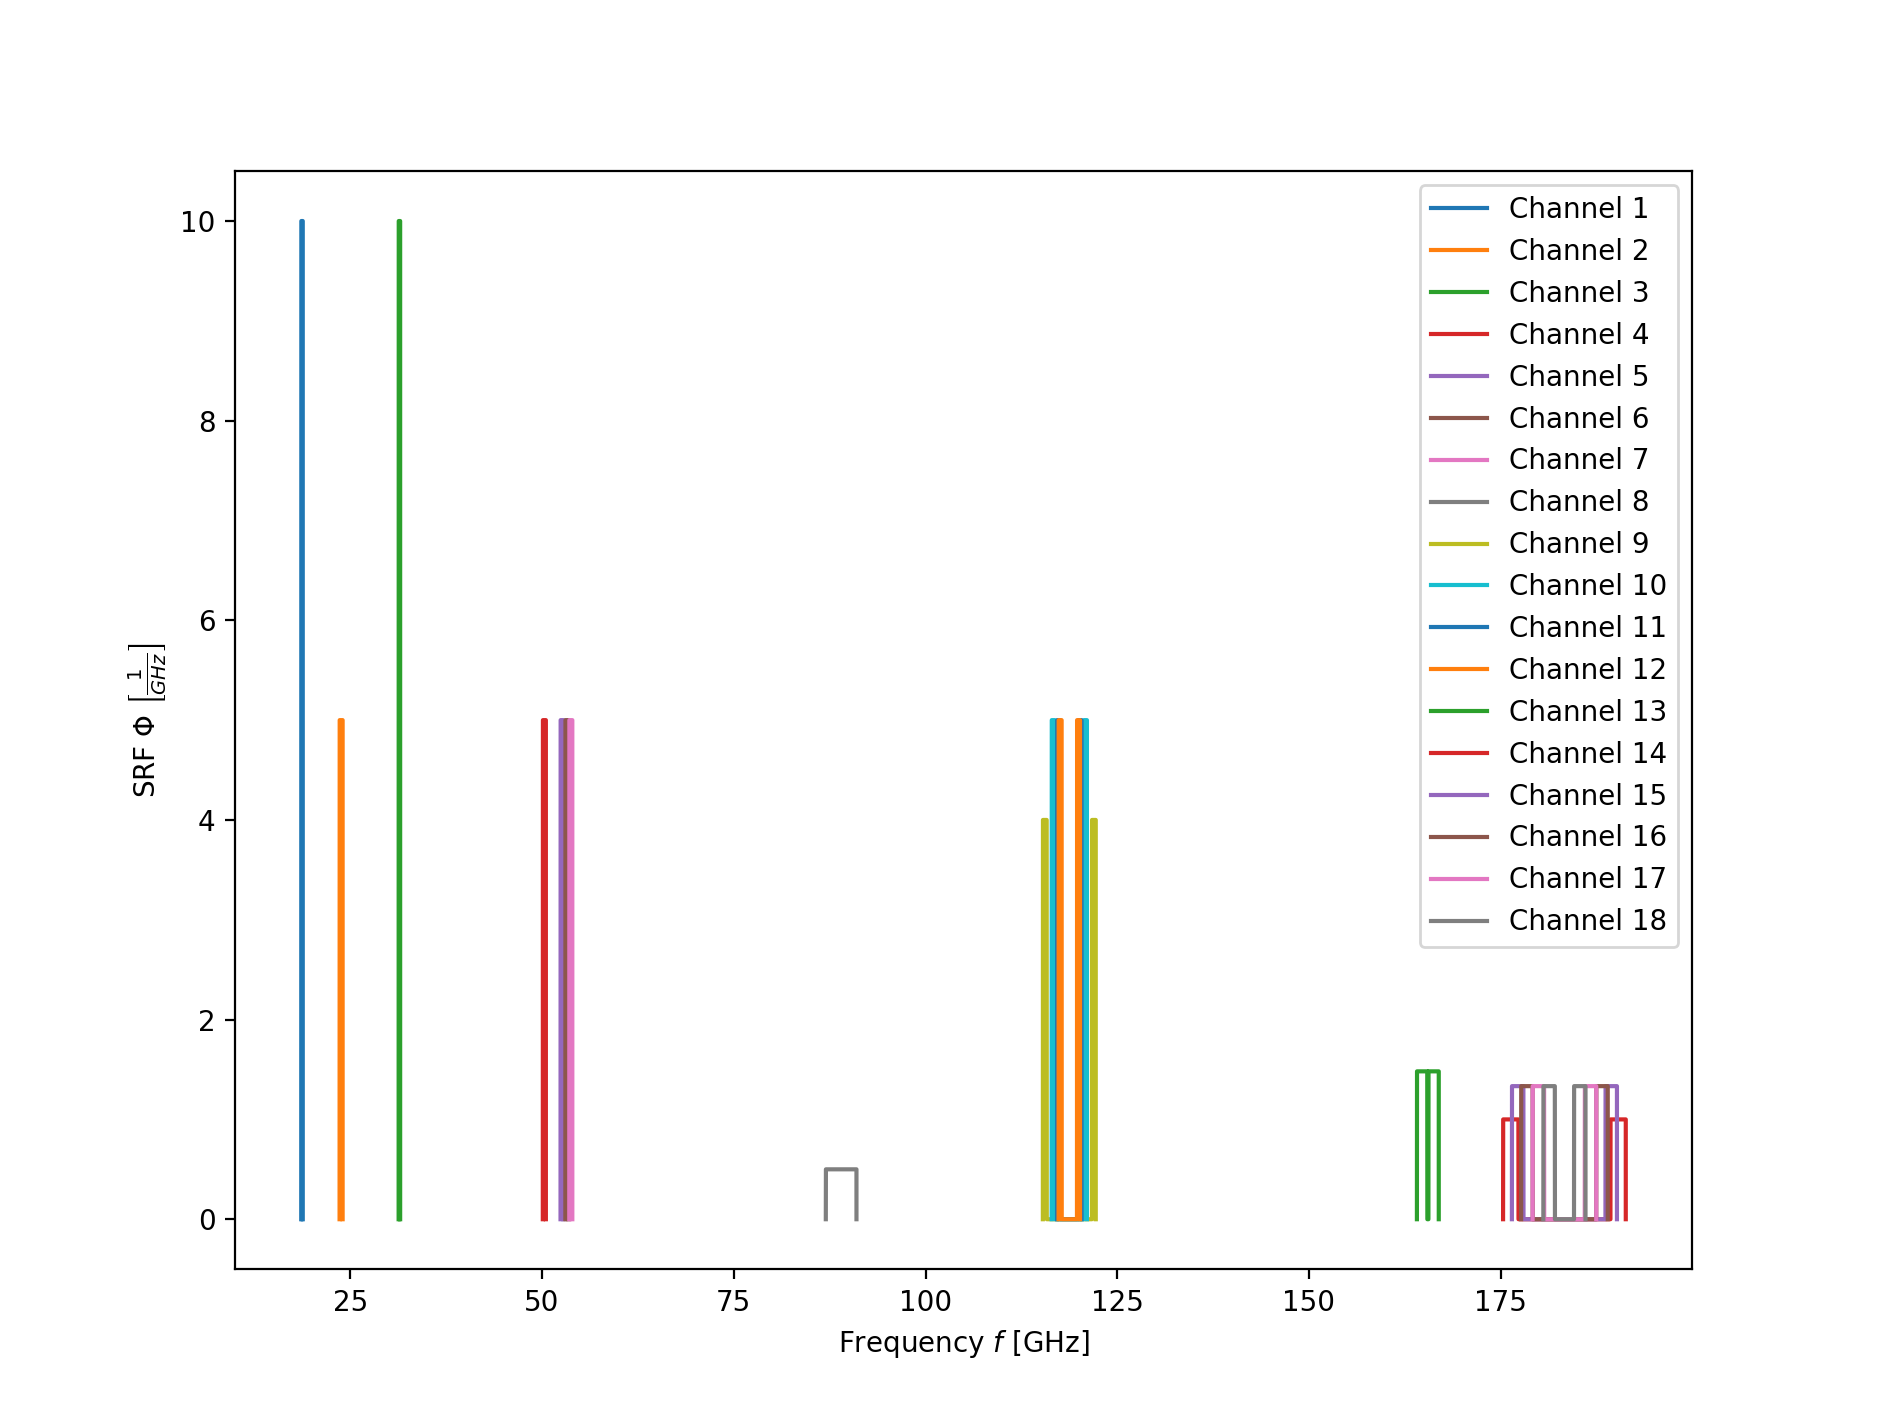 10
8
6
4
2
0
SRF Φ [1/GHz]
25 50 75 100 125 150 175
Frequency f [GHz]
Channel 1
Channel 2
Channel 3
Channel 4
Channel 5
Channel 6
Channel 7
Channel 8
Channel 9
Channel 10
Channel 11
Channel 12
Channel 13
Channel 14
Channel 15
Channel 16
Channel 17
Channel 18